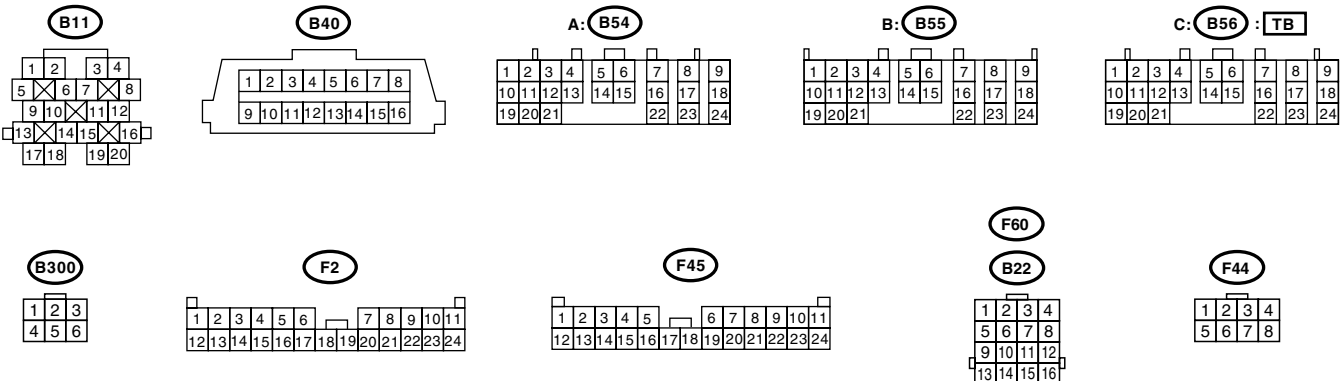 B11
1 2 3 4
5 6 7 8
9 10 11 12
13 14 15 16
17 18 19 20
B40
1 2 3 4 5 6 7 8
9 10 11 12 13 14 15 16
A: B54
1 2 3 4 5 6 7 8 9
10 11 12 13 14 15 16 17 18
19 20 21 22 23 24
B: B55
1 2 3 4 5 6 7 8 9
10 11 12 13 14 15 16 17 18
19 20 21 22 23 24
C: B56 : TB
1 2 3 4 5 6 7 8 9
10 11 12 13 14 15 16 17 18
19 20 21 22 23 24
B300
1 2 3
4 5 6
F2
1 2 3 4 5 6 7 8 9 10 11
12 13 14 15 16 17 18 19 20 21 22 23 24
F45
1 2 3 4 5 6 7 8 9 10 11
12 13 14 15 16 17 18 19 20 21 22 23 24
F60
B22
1 2 3 4
5 6 7 8
9 10 11 12
13 14 15 16
F44
1 2 3 4
5 6 7 8